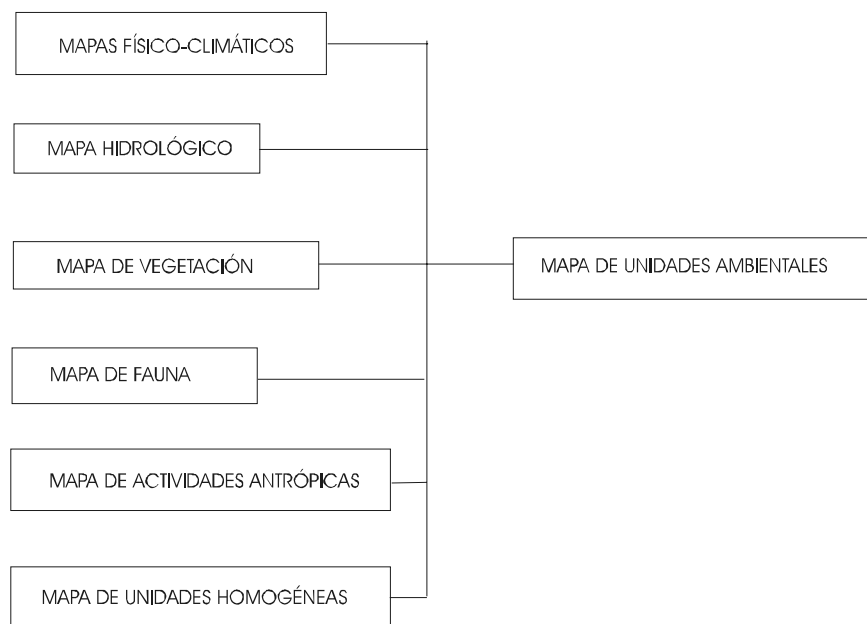 MAPAS FÍSICO-CLIMÁTICOS
MAPA HIDROLÓGICO
MAPA DE VEGETACIÓN
MAPA DE UNIDADES AMBIENTALES
MAPA DE FAUNA
MAPA DE ACTIVIDADES ANTRÓPICAS
MAPA DE UNIDADES HOMOGÉNEAS